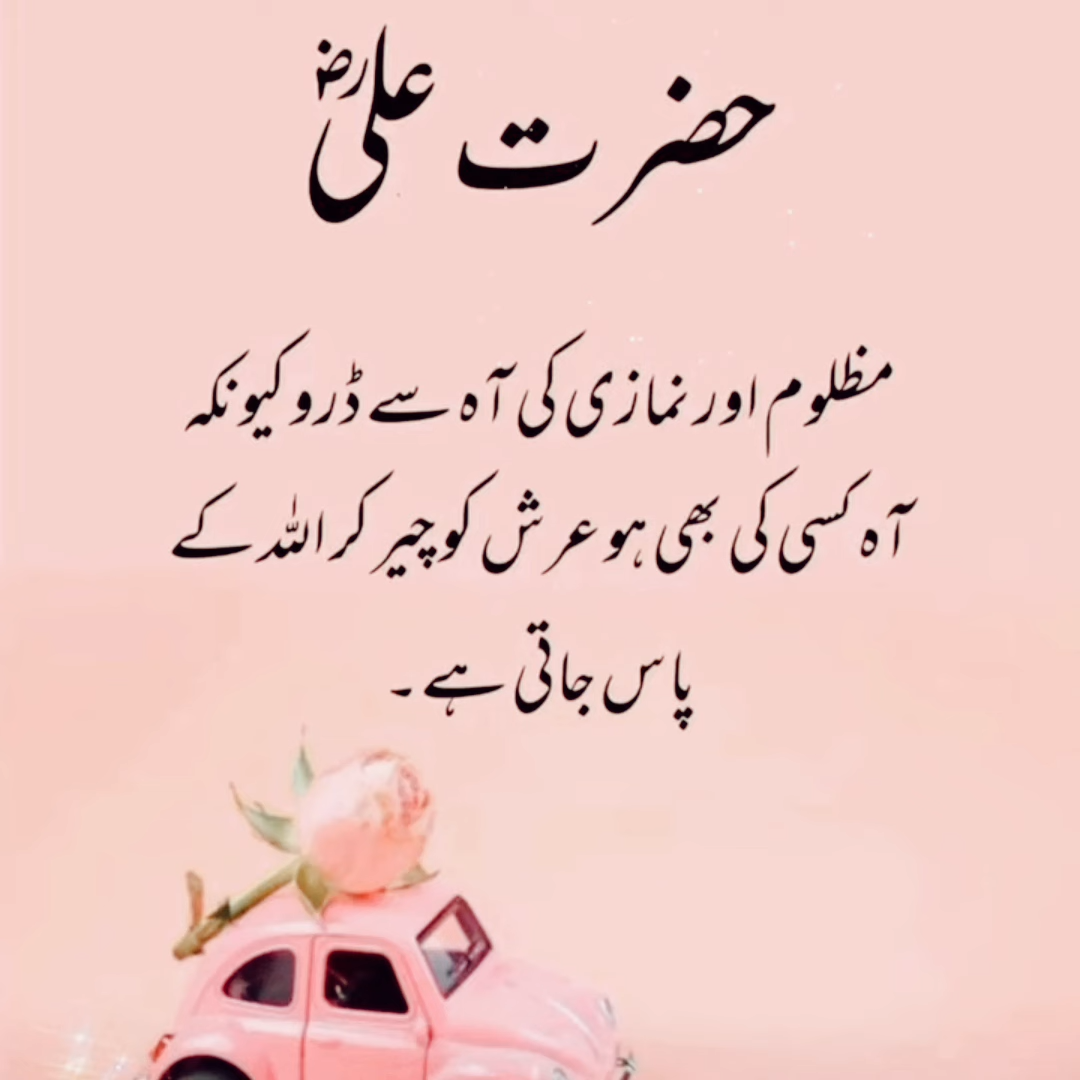 حضرت علیؓ
مظلوم اور نمازی کی آہ سے ڈرو کیونکہ
آہ کسی کی بھی ہو عرش کو چیر کر اللہ کے
پاس جاتی ہے۔